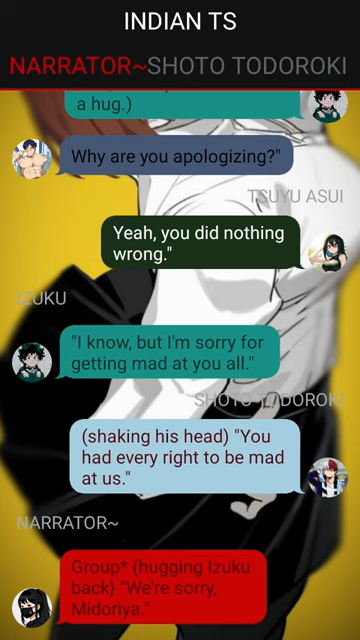 INDIAN TS
NARRATOR~SHOTO TODOROKI
a hug.)
Why are you apologizing?"
TSUYU ASUI
Yeah, you did nothing
wrong."
IZUKU
"I know, but I'm sorry for
getting mad at you all."
SHOTO TODOROKI
(shaking his head) "You
had every right to be mad
at us."
NARRATOR~
Group* (hugging Izuku
back} "We're sorry,
Midoriya."